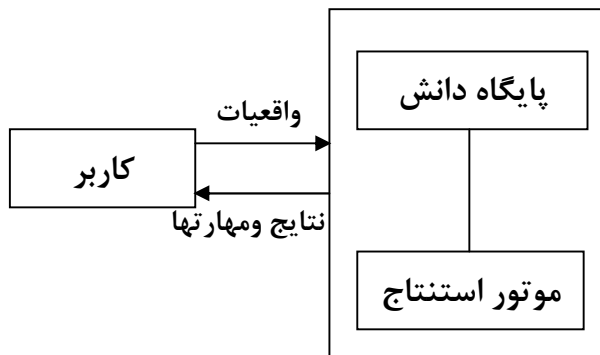 پایگاه دانش
واقعیات
کاربر
نتایج ومهارتها
موتور استنتاج